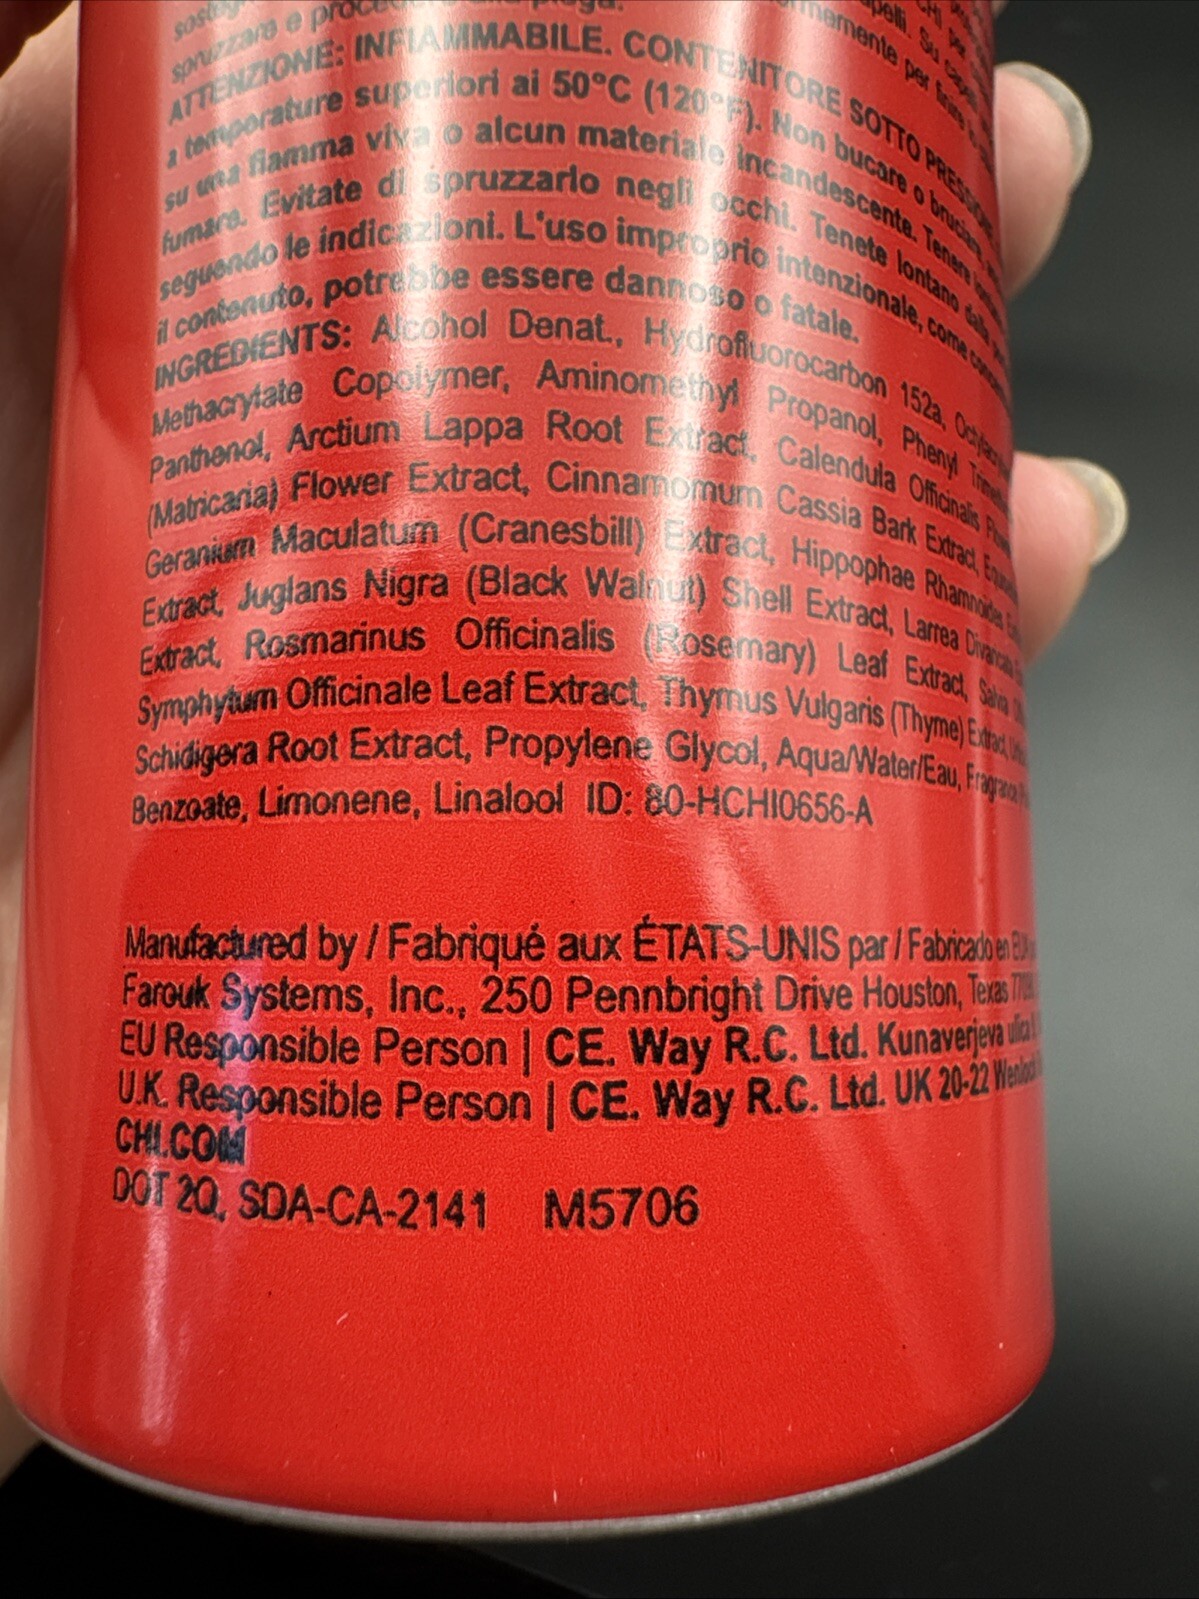 spruzzare e
ATTENZIONE: INFIAMMABILE. CONTENITORE SOTTO PRESSIONE
a temperature superiori ai 50°C (120°F). Non bucare o bruciare
su una fiamma viva o alcun materiale incandescente. Tenere
fumare. Evitate di spruzzarlo negli occhi. Tenete lontano dalla
seguendo le indicazioni. L'uso improprio intenzionale, come
il contenuto, potrebbe essere dannoso o fatale.
INGREDIENTS: Alcohol Denat., Hydrofluorocarbon 152a,
Methacrylate Copolymer, Aminomethyl Propanol, Phenyl
Panthenol, Arctium Lappa Root Extract, Calendula Officinalis
(Matricaria) Flower Extract, Cinnamomum Cassia Bark Extract,
Geranium Maculatum (Cranesbill) Extract, Hippophae Rhamnoides
Extract, Juglans Nigra (Black Walnut) Shell Extract, Larrea Divaricata
Extract, Rosmarinus Officinalis (Rosemary) Leaf Extract, Salvia
Symphytum Officinale Leaf Extract, Thymus Vulgaris (Thyme) Extract,
Schidigera Root Extract, Propylene Glycol, Aqua/Water/Eau,
Benzoate, Limonene, Linalool ID: 80-HCHI0656-A
Manufactured by / Fabriqué aux ÉTATS-UNIS par / Fabricado en
Farouk Systems, Inc., 250 Pennbright Drive Houston, Texas
EU Responsible Person | CE. Way R.C. Ltd. Kunaverjeva ulica
U.K. Responsible Person | CE. Way R.C. Ltd. UK 20-22 Wenlock
CHI.COM
DOT 2Q, SDA-CA-2141 M5706